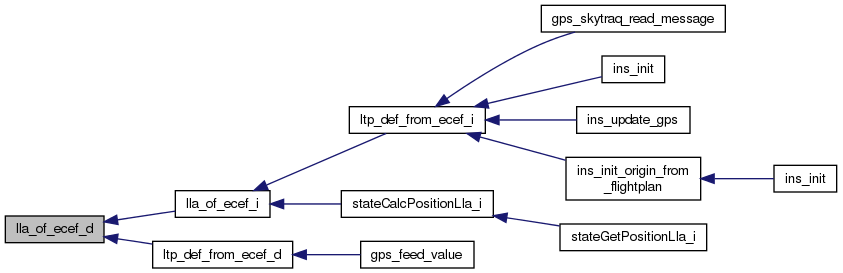 gps_skytraq_read_message
ins_init
ltp_def_from_ecef_i
ins_update_gps
ins_init_origin_from
_flightplan
ins_init
lla_of_ecef_i
stateCalcPositionLla_i
lla_of_ecef_d
stateGetPositionLla_i
ltp_def_from_ecef_d
gps_feed_value